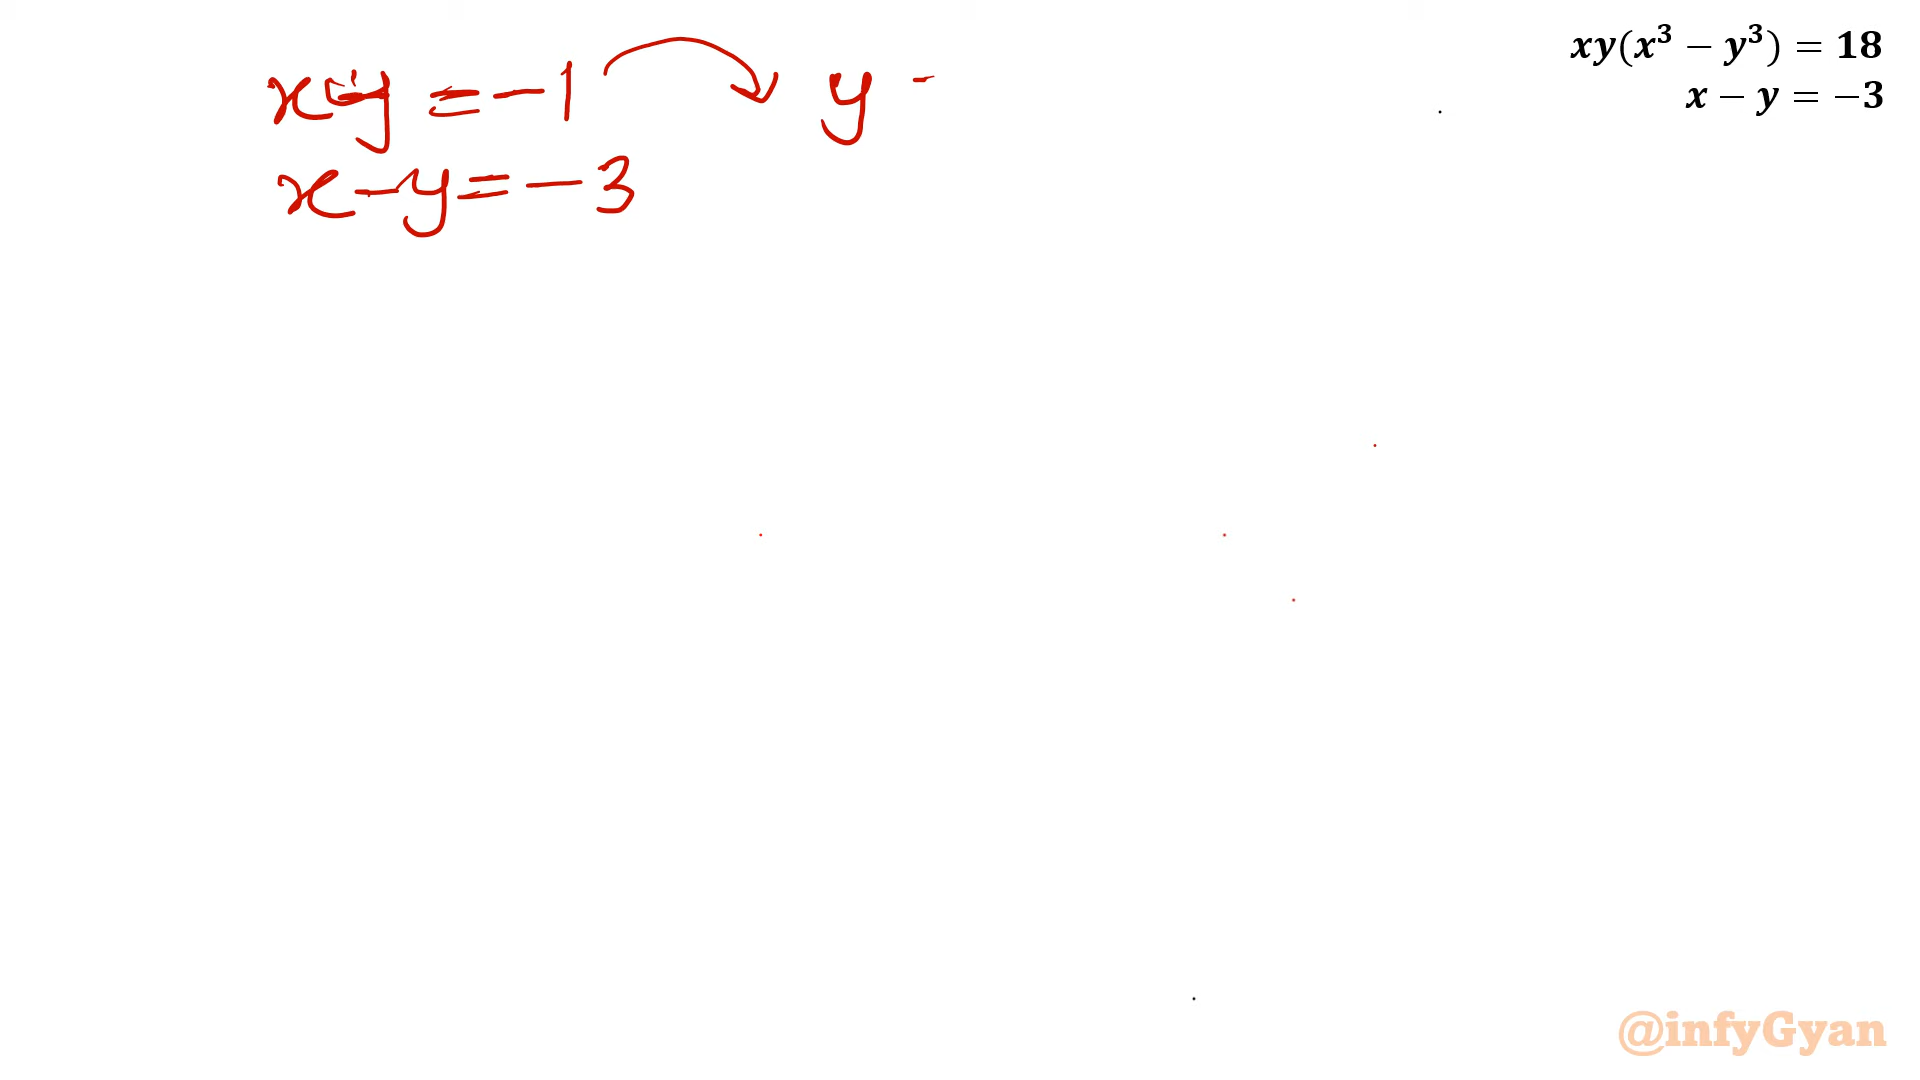 xy = -1 y -
x - y = -3
xy(x³ − y³) = 18
x − y = −3
@infyGyan